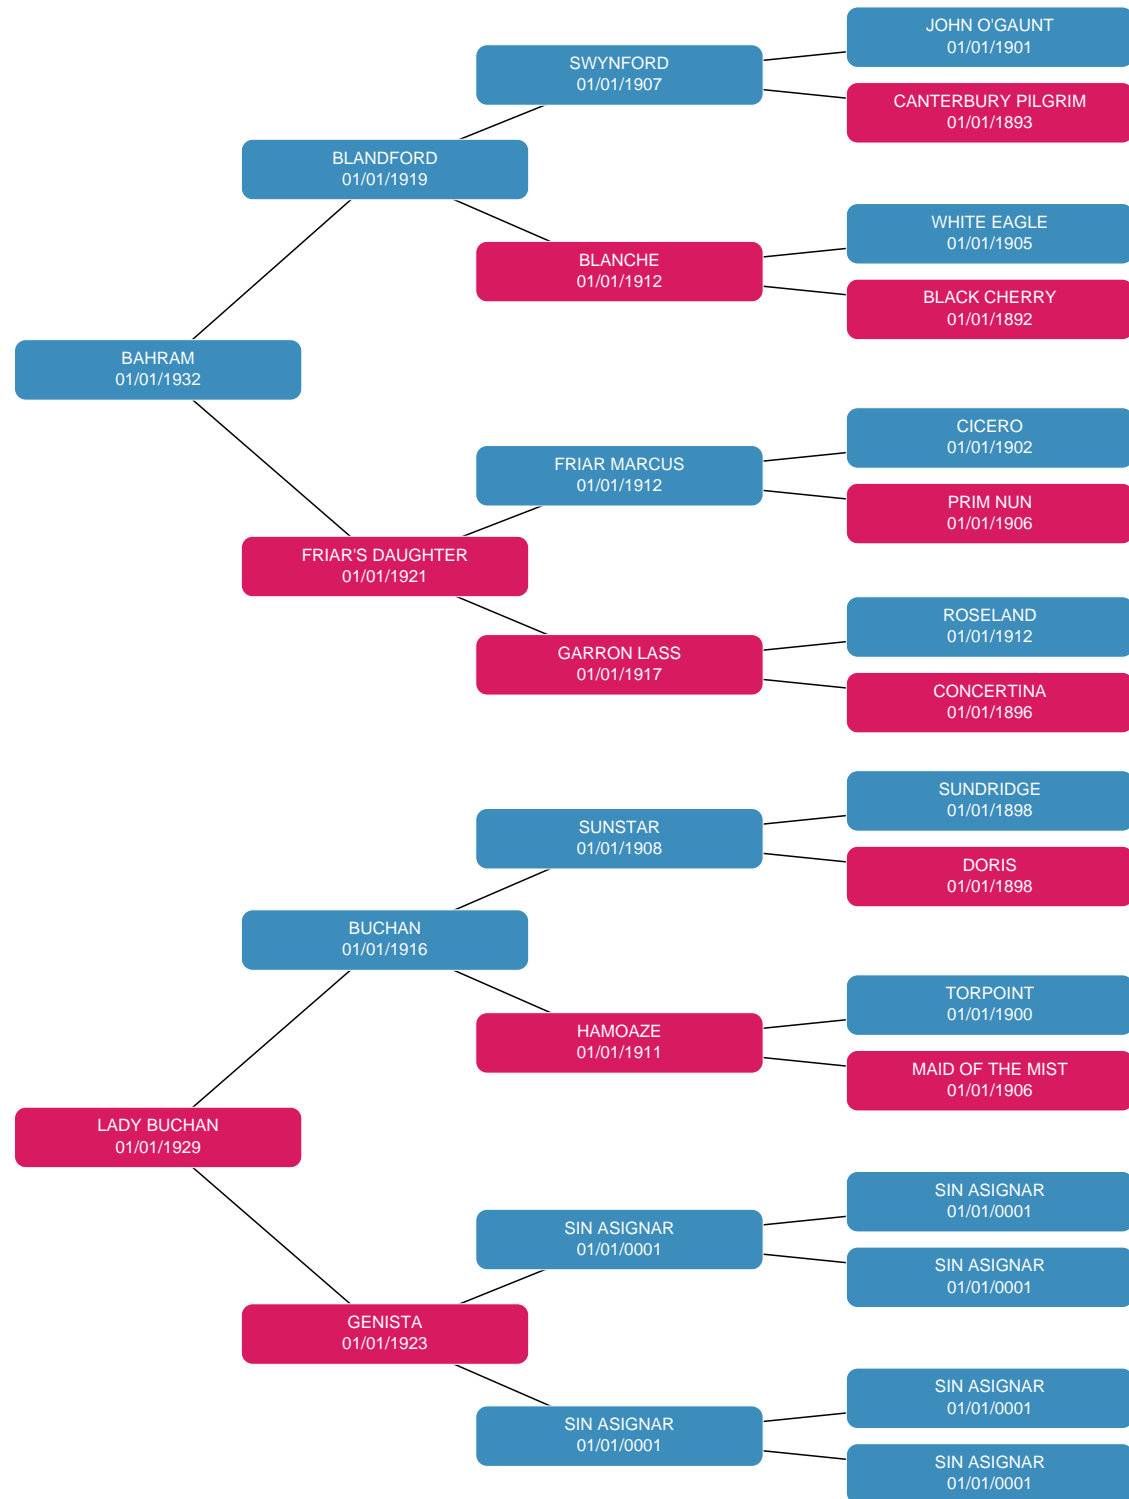 JOHN O'GAUNT
01/01/1901
SWYNFORD
01/01/1907
CANTERBURY PILGRIM
01/01/1893
BLANDFORD
01/01/1919
WHITE EAGLE
01/01/1905
BLANCHE
01/01/1912
BLACK CHERRY
01/01/1892
BAHRAM
01/01/1932
CICERO
01/01/1902
FRIAR MARCUS
01/01/1912
PRIM NUN
01/01/1906
FRIAR'S DAUGHTER
01/01/1921
ROSELAND
01/01/1912
GARRON LASS
01/01/1917
CONCERTINA
01/01/1896
SUNDRIDGE
01/01/1898
SUNSTAR
01/01/1908
DORIS
01/01/1898
BUCHAN
01/01/1916
TORPOINT
01/01/1900
HAMOAZE
01/01/1911
MAID OF THE MIST
01/01/1906
LADY BUCHAN
01/01/1929
SIN ASIGNAR
01/01/0001
SIN ASIGNAR
01/01/0001
SIN ASIGNAR
01/01/0001
GENISTA
01/01/1923
SIN ASIGNAR
01/01/0001
SIN ASIGNAR
01/01/0001
SIN ASIGNAR
01/01/0001